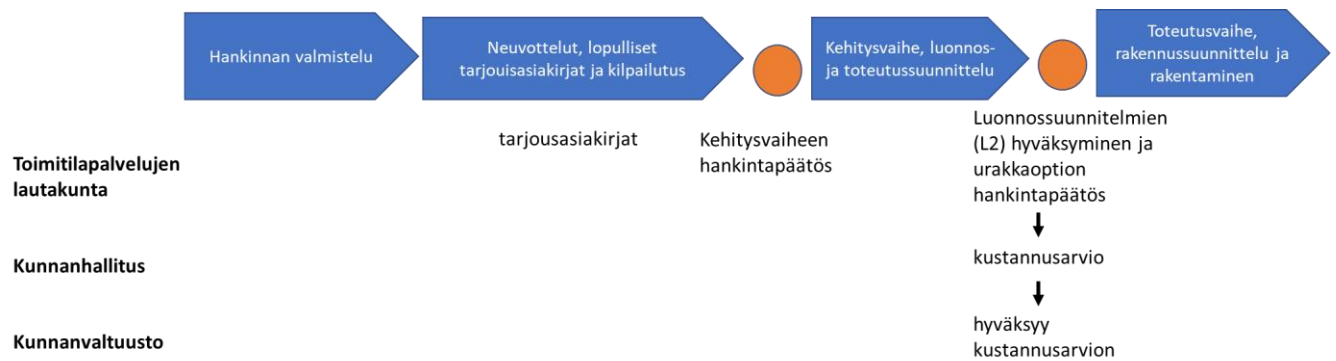 Hankinnan valmistelu
Neuvottelut, lopulliset
tarjouisasiakirjat ja kilpailutus
Kehitysvaihe, luonnos-
ja toteutussuunnittelu
Toteutusvaihe,
rakennussuunnittelu ja
rakentaminen
Toimitilapalvelujen
lautakunta
tarjousasiakirjat
Kehitysvaiheen
hankintapäätös
Luonnossuunnitelmien
(L2) hyväksyminen ja
urakkaoption
hankintapäätös
Kunnanhallitus
kustannusarvio
Kunnanvaltuusto
hyväksyy
kustannusarvion